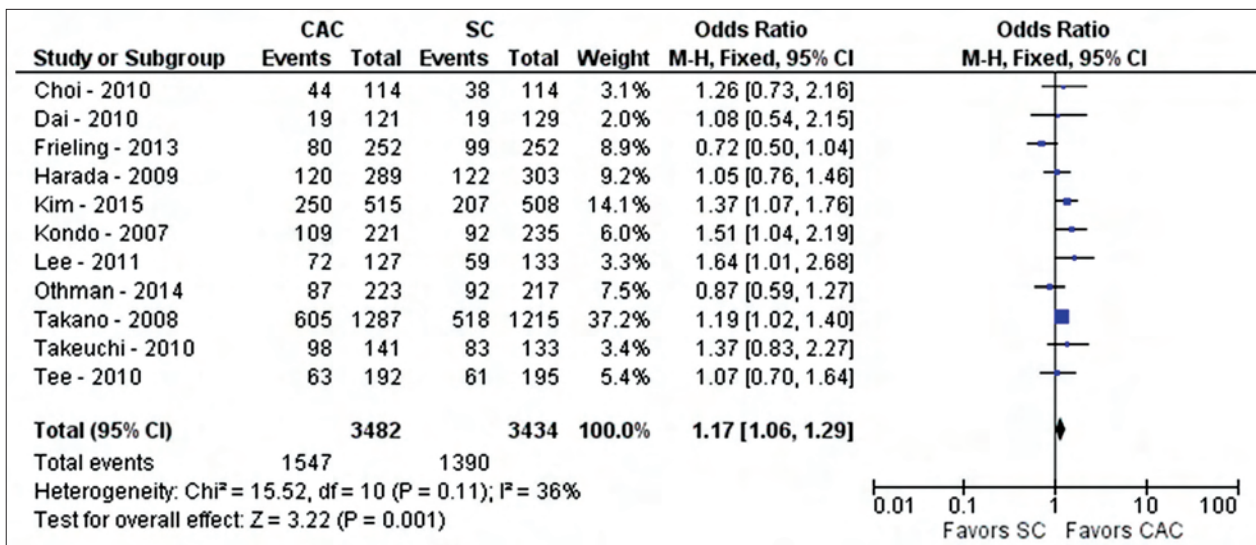 CAC SC Odds Ratio Odds Ratio
Study or Subgroup Events Total Events Total Weight M-H, Fixed, 95% CI M-H, Fixed, 95% CI
Choi - 2010 44 114 38 114 3.1% 1.26 [0.73, 2.16]
Dai - 2010 19 121 19 129 2.0% 1.08 [0.54, 2.15]
Frieling - 2013 80 252 99 252 8.9% 0.72 [0.50, 1.04]
Harada - 2009 120 289 122 303 9.2% 1.05 [0.76, 1.46]
Kim - 2015 250 515 207 508 14.1% 1.37 [1.07, 1.76]
Kondo - 2007 109 221 92 235 6.0% 1.51 [1.04, 2.19]
Lee - 2011 72 127 59 133 3.3% 1.64 [1.01, 2.68]
Othman - 2014 87 223 92 217 7.5% 0.87 [0.59, 1.27]
Takano - 2008 605 1287 518 1215 37.2% 1.19 [1.02, 1.40]
Takeuchi - 2010 98 141 83 133 3.4% 1.37 [0.83, 2.27]
Tee - 2010 63 192 61 195 5.4% 1.07 [0.70, 1.64]
Total (95% CI) 3482 3434 100.0% 1.17 [1.06, 1.29]
Total events 1547 1390
Heterogeneity: Chi² = 15.52, df = 10 (P = 0.11); I² = 36%
Test for overall effect: Z = 3.22 (P = 0.001)
0.01 0.1 1 10 100
Favors SC Favors CAC